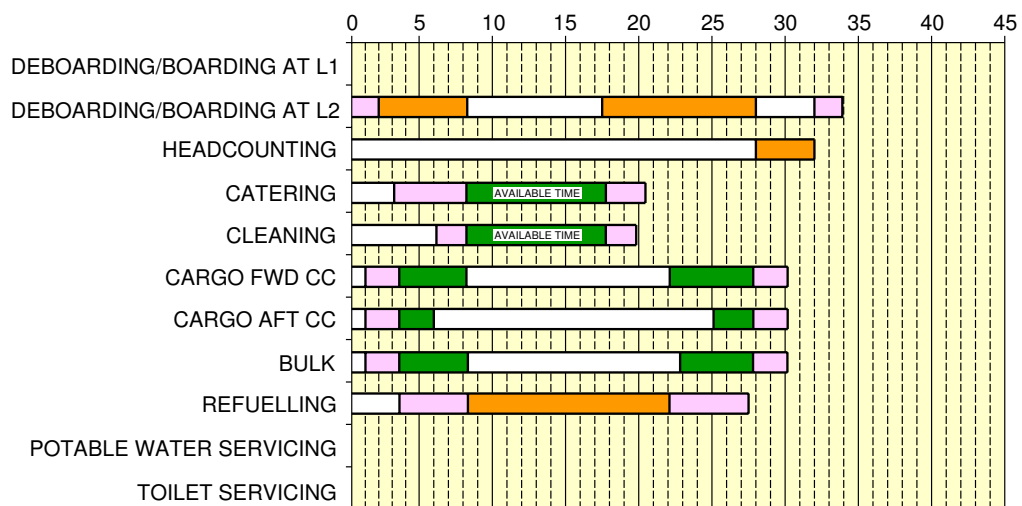 0 5 10 15 20 25 30 35 40 45
DEBOARDING/BOARDING AT L1
DEBOARDING/BOARDING AT L2
HEADCOUNTING
CATERING AVAILABLE TIME
CLEANING AVAILABLE TIME
CARGO FWD CC
CARGO AFT CC
BULK
REFUELLING
POTABLE WATER SERVICING
TOILET SERVICING